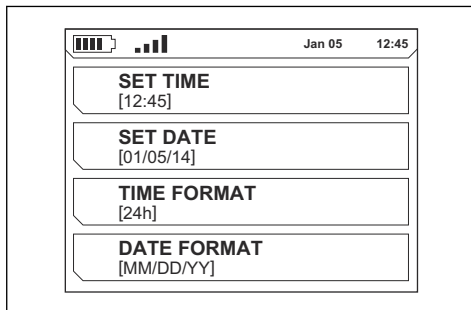 Jan 05 12:45
SET TIME
[12:45]
SET DATE
[01/05/14]
TIME FORMAT
[24h]
DATE FORMAT
[MM/DD/YY]